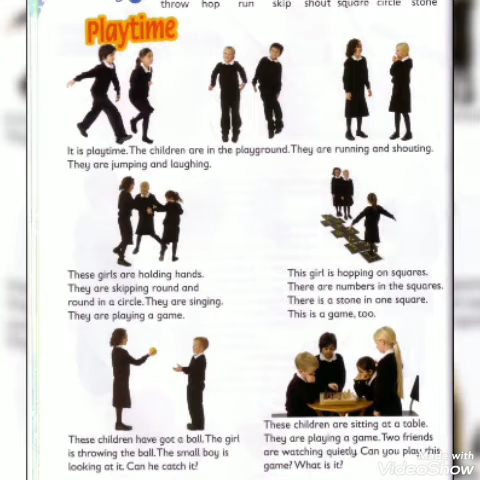 throw hop run skip shout square circle stone
Playtime
It is playtime. The children are in the playground. They are running and shouting.
They are jumping and laughing.
These girls are holding hands.
They are skipping round and
round in a circle. They are singing.
They are playing a game.
This girl is hopping on squares.
There are numbers in the squares.
There is a stone in one square.
This is a game, too.
These children have got a ball. The girl
is throwing the ball. The small boy is
looking at it. Can he catch it?
These children are sitting at a table.
They are playing a game. Two friends
are watching quietly. Can you play this
game? What is it?
Made with
VideoShow